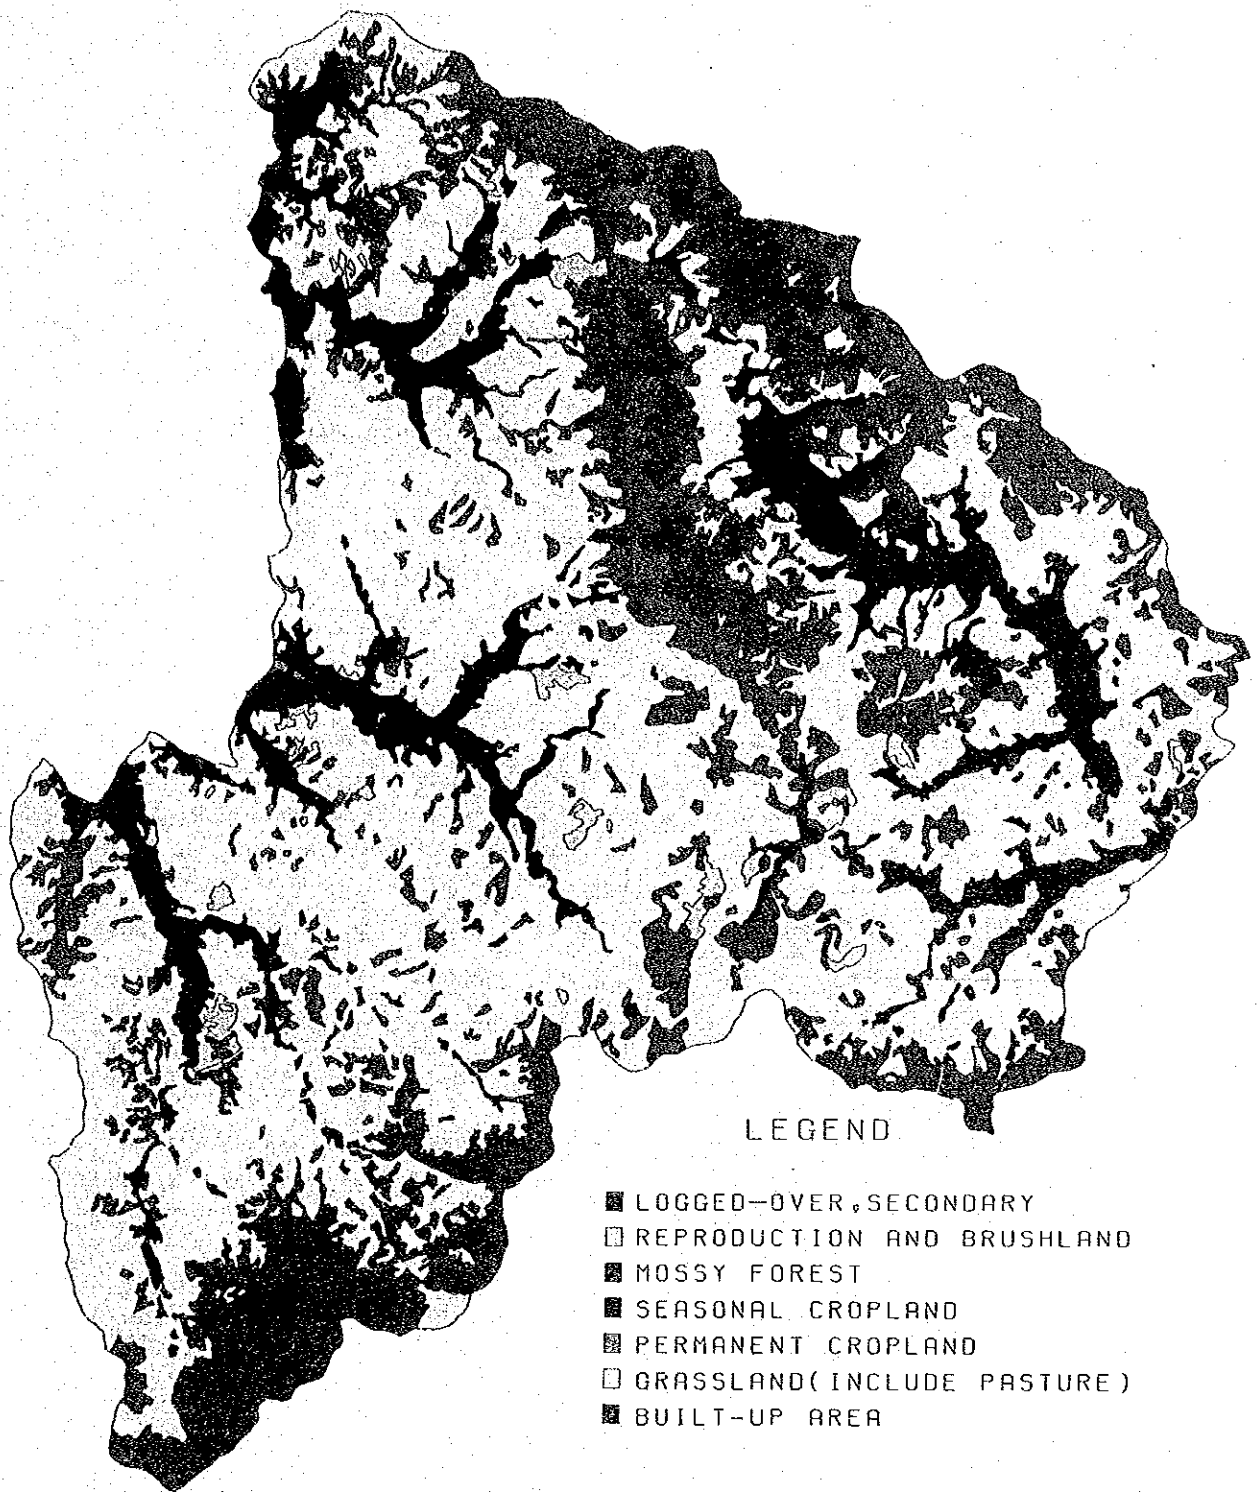 LEGEND
LOGGED-OVER,SECONDARY
REPRODUCTION AND BRUSHLAND
MOSSY FOREST
SEASONAL CROPLAND
PERMANENT CROPLAND
GRASSLAND(INCLUDE PASTURE)
BUILT-UP AREA